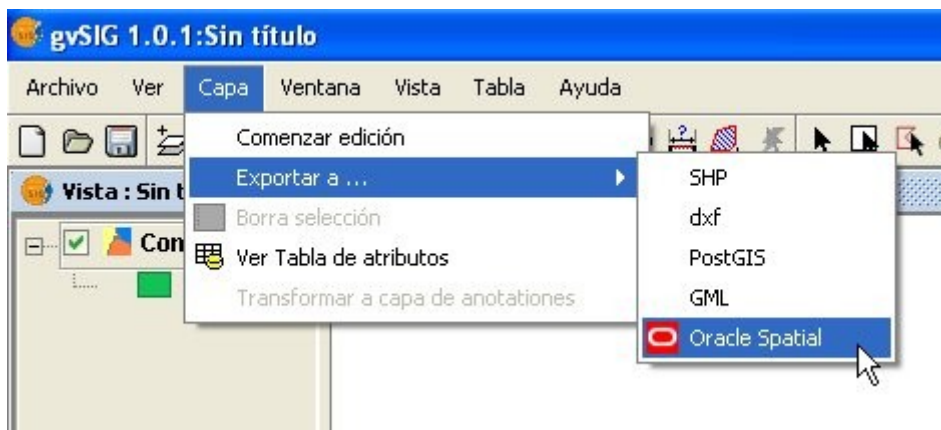 gvSIG 1.0.1:Sin título
Archivo Ver Capa Ventana Vista Tabla Ayuda
Comenzar edición
Exportar a ...
Borra selección
Ver Tabla de atributos
Transformar a capa de anotationes
SHP
dxf
PostGIS
GML
Oracle Spatial
Vista : Sin t
Con